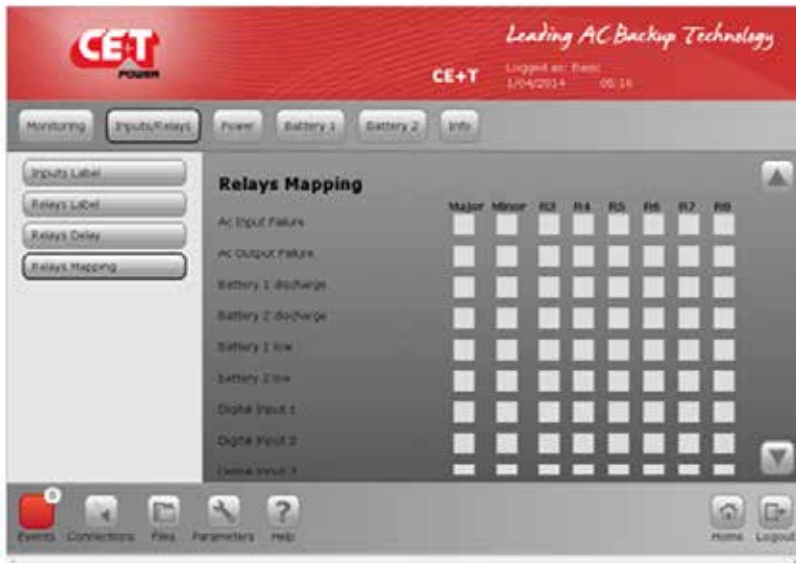 CE+T
POWER
Leading AC Backup Technology
CE+T
Logged as: Basic
1/04/2014 05:16
Monitoring Inputs/Relays Power Battery 1 Battery 2 Info
Inputs Label
Relays Label
Relays Delay
Relays Mapping
Relays Mapping
Major Minor R3 R4 R5 R6 R7 R8
Ac Input Failure
Ac Output Failure
Battery 1 discharge
Battery 2 discharge
Battery 1 low
Battery 2 low
Digital Input 1
Digital Input 2
Digital Input 3
Events Connections Files Parameters Help
Home Logout